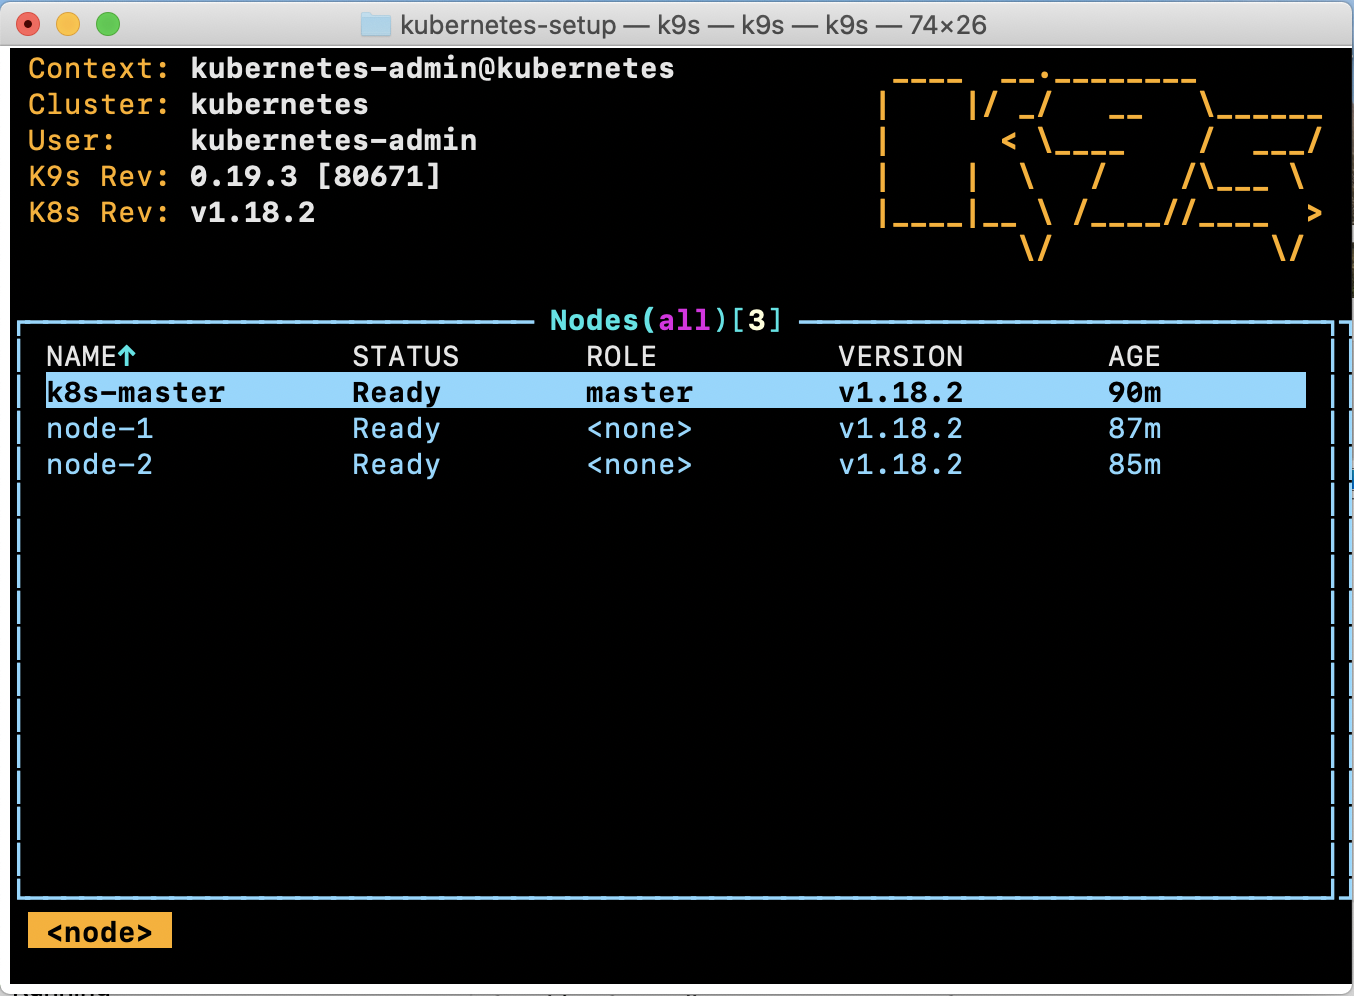 kubernetes-setup — k9s — k9s — k9s — 74×26
Context: kubernetes-admin@kubernetes
Cluster: kubernetes
User: kubernetes-admin
K9s Rev: 0.19.3 [80671]
K8s Rev: v1.18.2
Nodes(all)[3]
NAME↑ STATUS ROLE VERSION AGE
k8s-master Ready master v1.18.2 90m
node-1 Ready <none> v1.18.2 87m
node-2 Ready <none> v1.18.2 85m
<node>